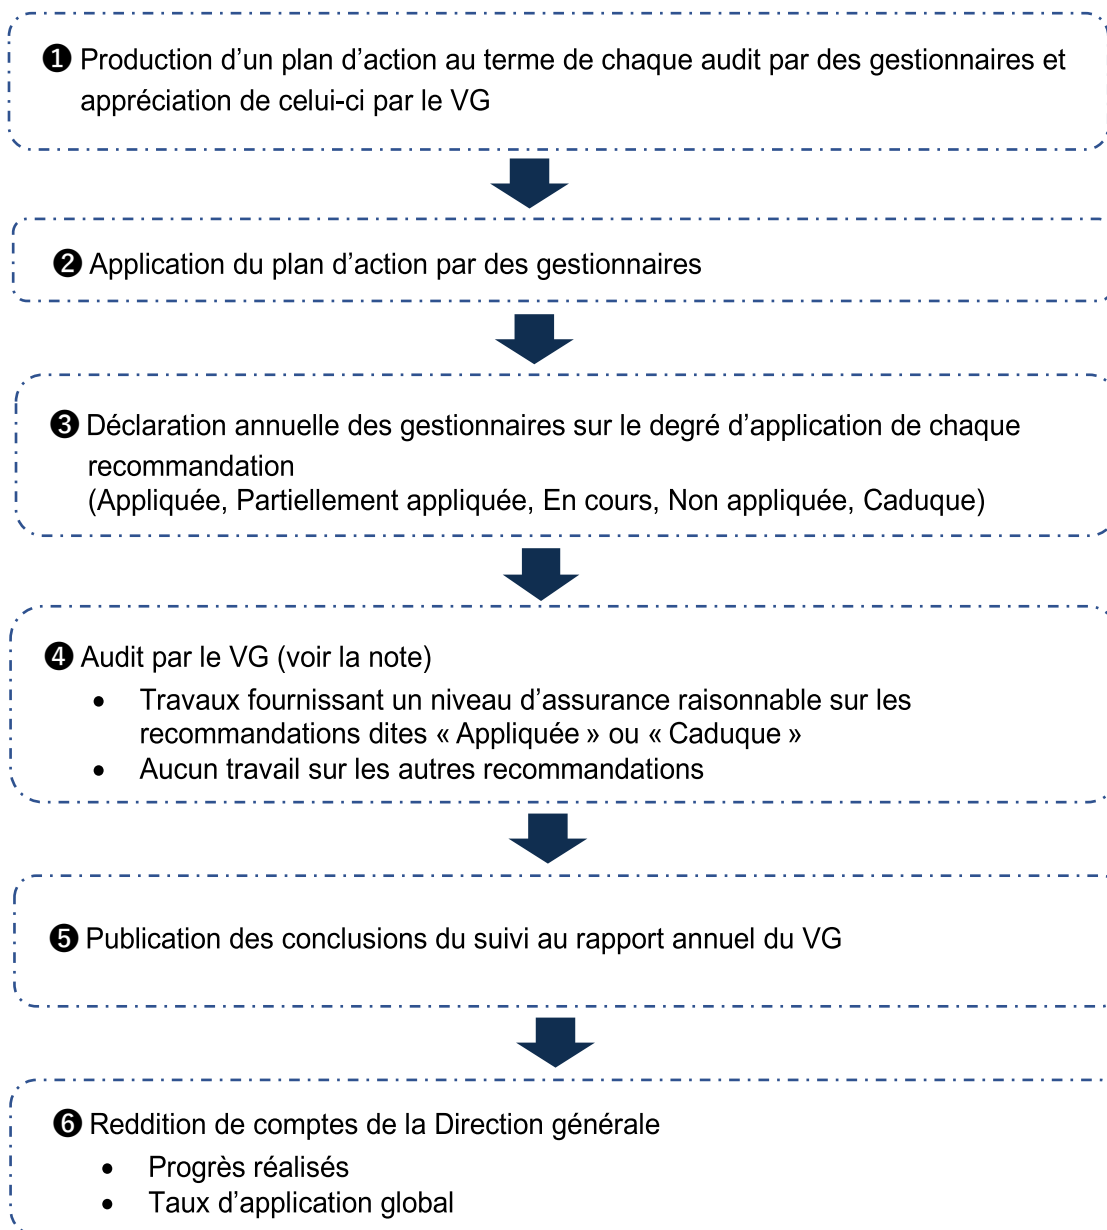 ❶ Production d’un plan d’action au terme de chaque audit par des gestionnaires et
appréciation de celui-ci par le VG
❷ Application du plan d’action par des gestionnaires
❸ Déclaration annuelle des gestionnaires sur le degré d’application de chaque
recommandation
(Appliquée, Partiellement appliquée, En cours, Non appliquée, Caduque)
❹ Audit par le VG (voir la note)
• Travaux fournissant un niveau d’assurance raisonnable sur les
recommandations dites « Appliquée » ou « Caduque »
• Aucun travail sur les autres recommandations
❺ Publication des conclusions du suivi au rapport annuel du VG
❻ Reddition de comptes de la Direction générale
• Progrès réalisés
• Taux d’application global